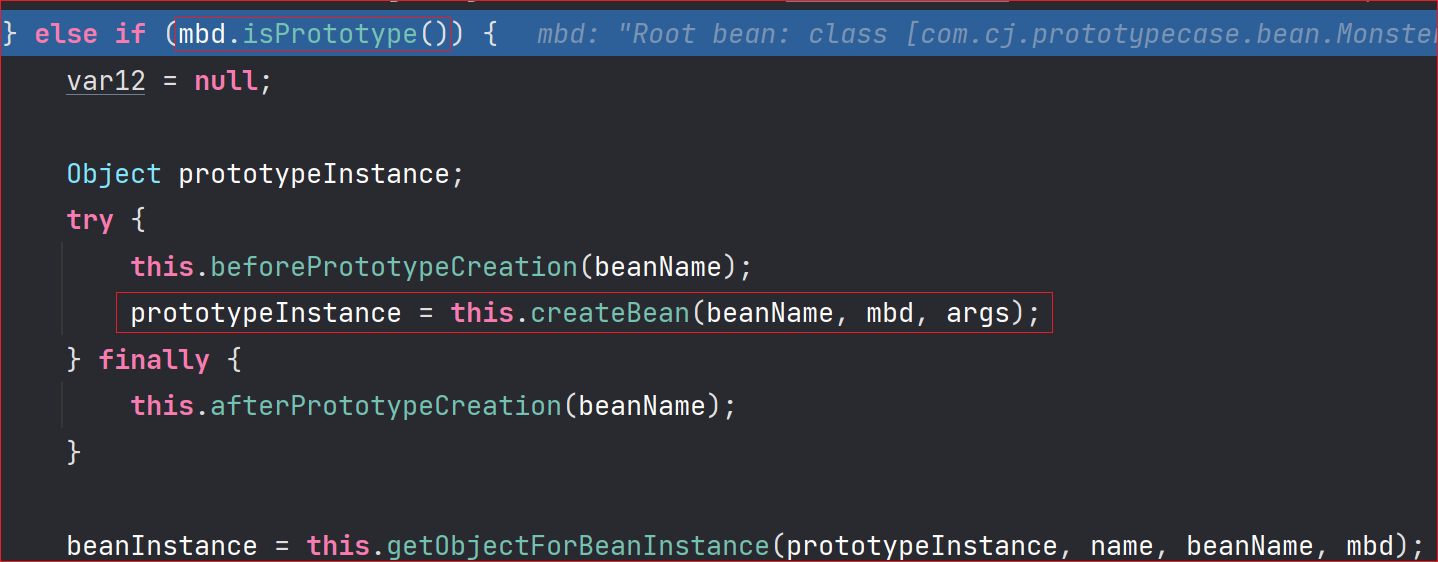 } else if (mbd.isPrototype()) {   mbd: "Root bean: class [com.cj.prototypecase.bean.Monster
var12 = null;
Object prototypeInstance;
try {
this.beforePrototypeCreation(beanName);
prototypeInstance = this.createBean(beanName, mbd, args);
} finally {
this.afterPrototypeCreation(beanName);
}
beanInstance = this.getObjectForBeanInstance(prototypeInstance, name, beanName, mbd);